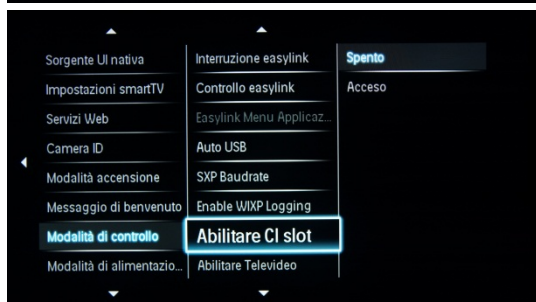 Sorgente UI nativa
Impostazioni smartTV
Servizi Web
Camera ID
Modalità accensione
Messaggio di benvenuto
Modalità di controllo
Modalità di alimentazio...
Interruzione easylink
Controllo easylink
Easylink Menu Applicaz...
Auto USB
SXP Baudrate
Enable WIXP Logging
Abilitare CI slot
Abilitare Televideo
Spento
Acceso